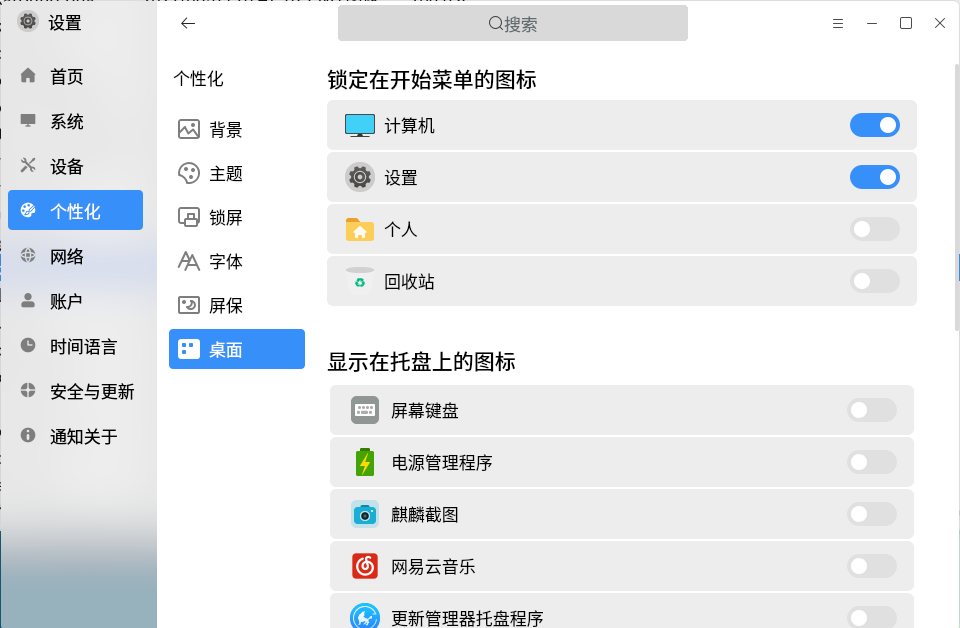 设置
搜索
首页
系统
设备
个性化
网络
账户
时间语言
安全与更新
通知关于
个性化
背景
主题
锁屏
字体
屏保
桌面
锁定在开始菜单的图标
计算机
设置
个人
回收站
显示在托盘上的图标
屏幕键盘
电源管理程序
麒麟截图
网易云音乐
更新管理器托盘程序